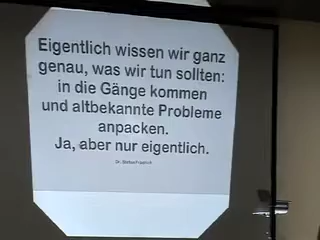 Eigentlich wissen wir ganz
genau, was wir tun sollten:
in die Gänge kommen
und altbekannte Probleme
anpacken.
Ja, aber nur eigentlich.
Dr.